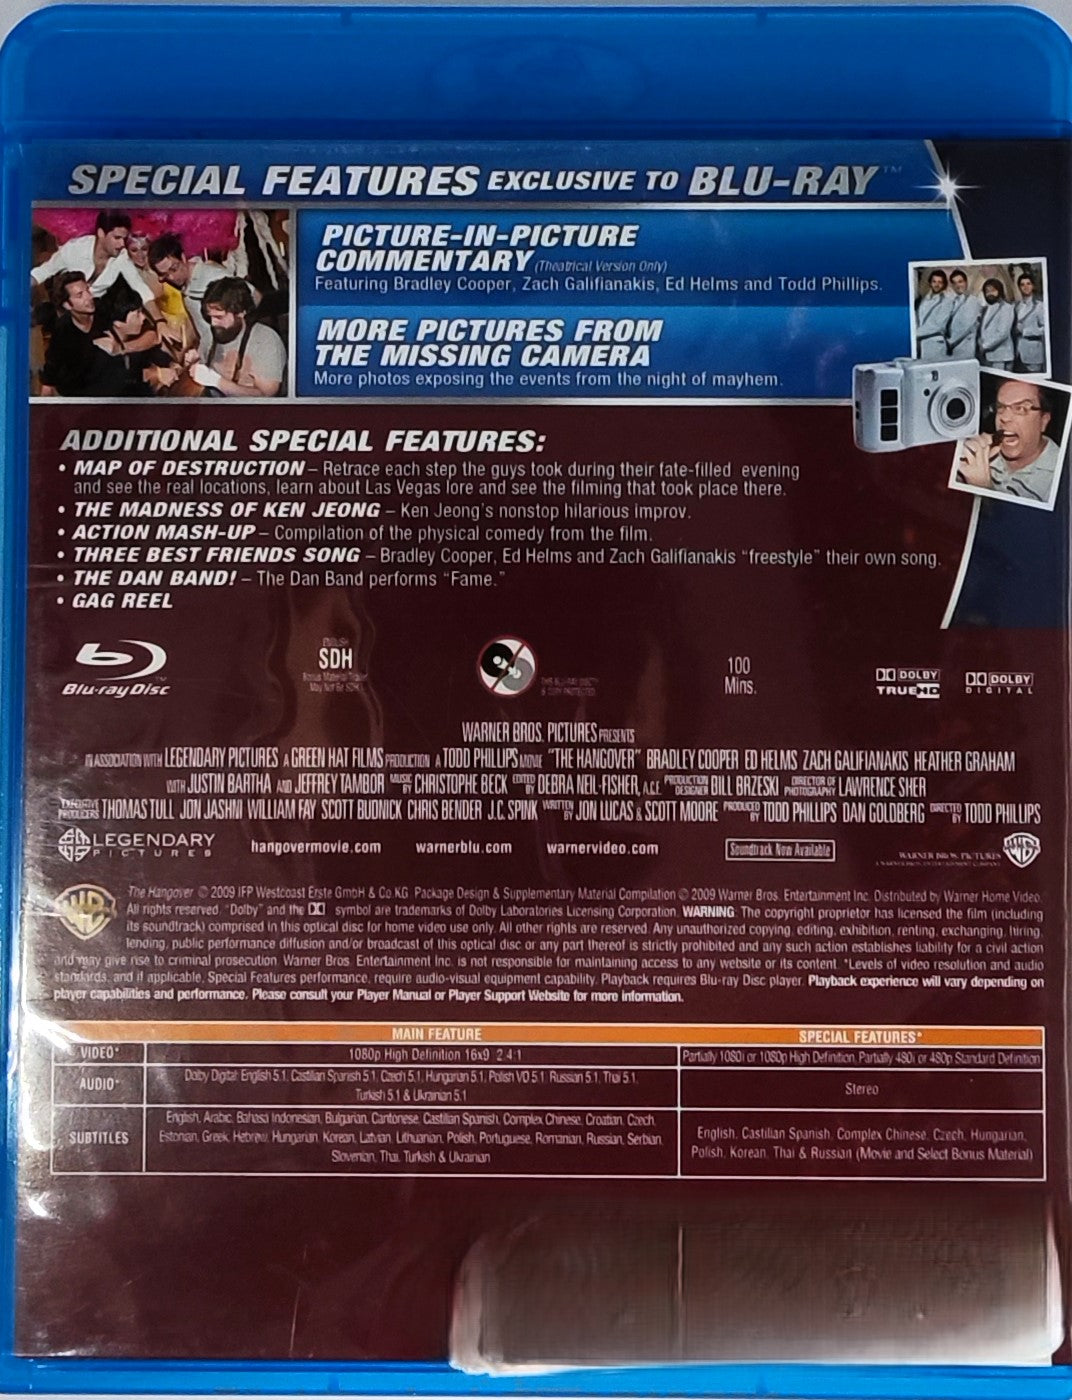 SPECIAL FEATURES EXCLUSIVE TO BLU-RAY™
PICTURE-IN-PICTURE
COMMENTARY (Theatrical Version Only)
Featuring Bradley Cooper, Zach Galifianakis, Ed Helms and Todd Phillips.
MORE PICTURES FROM
THE MISSING CAMERA
More photos exposing the events from the night of mayhem.
ADDITIONAL SPECIAL FEATURES:
• MAP OF DESTRUCTION – Retrace each step the guys took during their fate-filled evening
and see the real locations, learn about Las Vegas lore and see the filming that took place there.
• THE MADNESS OF KEN JEONG – Ken Jeong's nonstop hilarious improv.
• ACTION MASH-UP – Compilation of the physical comedy from the film.
• THREE BEST FRIENDS SONG – Bradley Cooper, Ed Helms and Zach Galifianakis "freestyle" their own song.
• THE DAN BAND! – The Dan Band performs "Fame."
• GAG REEL
Blu-ray Disc™
ENGLISH
SDH
Bonus Material/Trailer
May Not Be SDH
THIS BLU-RAY DISC™
IS COPY PROTECTED
100
Mins.
DOLBY
TRUEHD
DOLBY
DIGITAL
WARNER BROS. PICTURES PRESENTS
IN ASSOCIATION WITH LEGENDARY PICTURES A GREEN HAT FILMS PRODUCTION A TODD PHILLIPS MOVIE "THE HANGOVER" BRADLEY COOPER ED HELMS ZACH GALIFIANAKIS HEATHER GRAHAM
WITH JUSTIN BARTHA AND JEFFREY TAMBOR MUSIC BY CHRISTOPHE BECK EDITED BY DEBRA NEIL-FISHER, A.C.E. PRODUCTION DESIGNER BILL BRZESKI DIRECTOR OF PHOTOGRAPHY LAWRENCE SHER
EXECUTIVE PRODUCERS THOMAS TULL JON JASHNI WILLIAM FAY SCOTT BUDNICK CHRIS BENDER J.C. SPINK WRITTEN BY JON LUCAS & SCOTT MOORE PRODUCED BY TODD PHILLIPS DAN GOLDBERG DIRECTED BY TODD PHILLIPS
LEGENDARY
PICTURES
hangovermovie.com warnerblu.com warnervideo.com
Soundtrack Now Available
WARNER BROS. PICTURES
The Hangover © 2009 IFP Westcoast Erste GmbH & Co.KG. Package Design & Supplementary Material Compilation © 2009 Warner Bros. Entertainment Inc. Distributed by Warner Home Video.
All rights reserved. "Dolby" and the symbol are trademarks of Dolby Laboratories Licensing Corporation. WARNING: The copyright proprietor has licensed the film (including
its soundtrack) comprised in this optical disc for home video use only. All other rights are reserved. Any unauthorized copying, editing, exhibition, renting, exchanging, hiring,
lending, public performance diffusion and/or broadcast of this optical disc or any part thereof is strictly prohibited and any such action establishes liability for a civil action
and may give rise to criminal prosecution. Warner Bros. Entertainment Inc. is not responsible for maintaining access to any website or its content. *Levels of video resolution and audio
standards, and if applicable, Special Features performance, require audio-visual equipment capability. Playback requires Blu-ray Disc player. Playback experience will vary depending on
player capabilities and performance. Please consult your Player Manual or Player Support Website for more information.
MAIN FEATURE SPECIAL FEATURES*
VIDEO* 1080p High Definition 16x9 2.4:1 Partially 1080i or 1080p High Definition, Partially 480i or 480p Standard Definition
AUDIO* Dolby Digital: English 5.1, Castilian Spanish 5.1, Czech 5.1, Hungarian 5.1, Polish VO 5.1, Russian 5.1, Thai 5.1,
Turkish 5.1 & Ukrainian 5.1
Stereo
SUBTITLES English, Arabic, Bahasa Indonesian, Bulgarian, Cantonese, Castilian Spanish, Complex Chinese, Croatian, Czech,
Estonian, Greek, Hebrew, Hungarian, Korean, Latvian, Lithuanian, Polish, Portuguese, Romanian, Russian, Serbian,
Slovenian, Thai, Turkish & Ukrainian
English, Castilian Spanish, Complex Chinese, Czech, Hungarian,
Polish, Korean, Thai & Russian (Movie and Select Bonus Material)